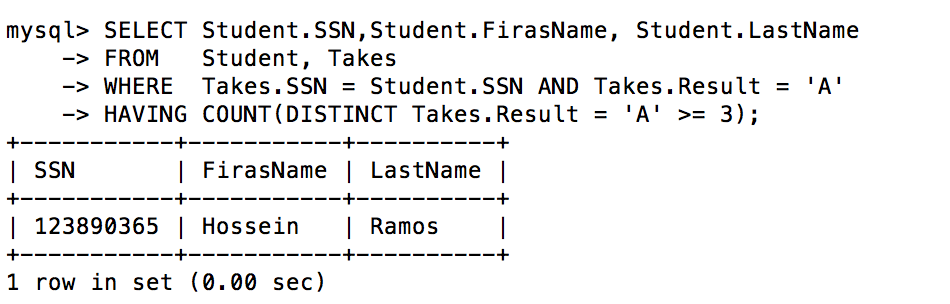 mysql> SELECT Student.SSN,Student.FirasName, Student.LastName
    -> FROM   Student, Takes
    -> WHERE  Takes.SSN = Student.SSN AND Takes.Result = 'A'
    -> HAVING COUNT(DISTINCT Takes.Result = 'A' >= 3);
+-----------+-----------+----------+
| SSN       | FirasName | LastName |
+-----------+-----------+----------+
| 123890365 | Hossein   | Ramos    |
+-----------+-----------+----------+
1 row in set (0.00 sec)